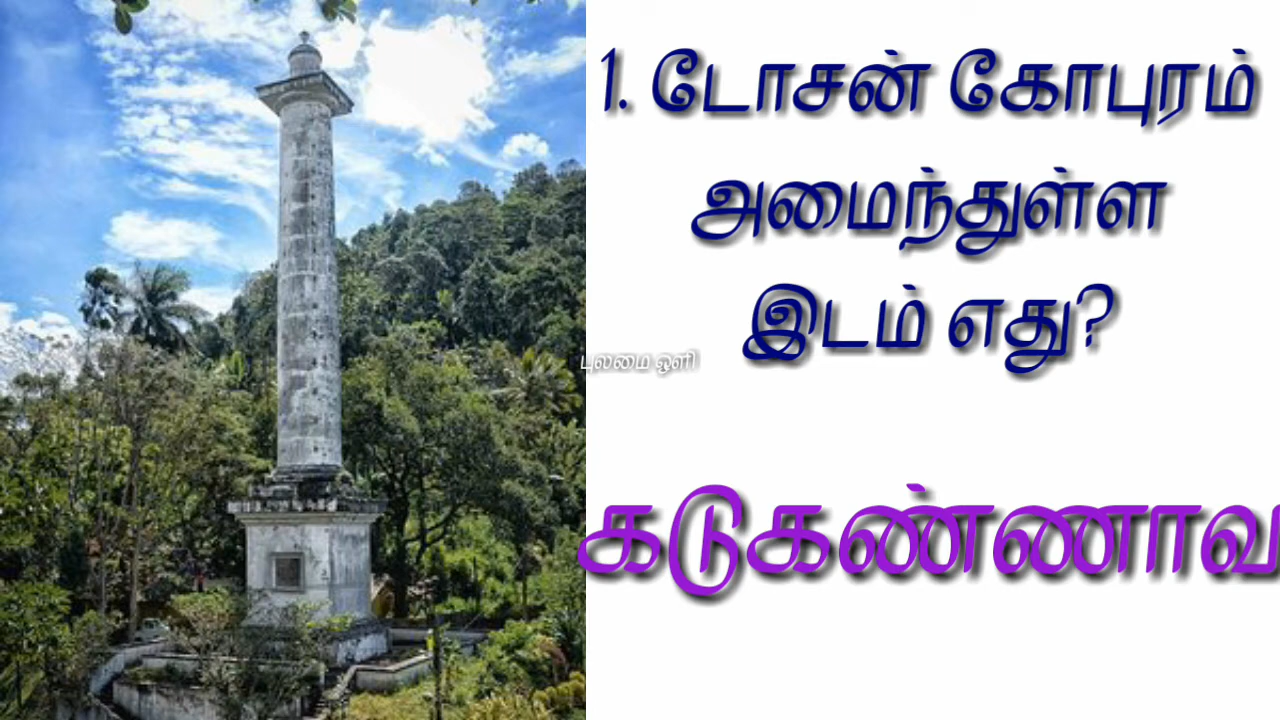 1. டோசன் கோபுரம்
அமைந்துள்ள
இடம் எது?
புலமை ஒளி
கடுகண்ணாவ